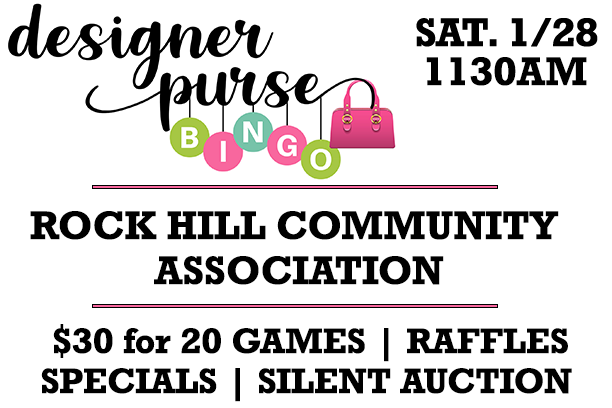 designer
purse
BINGO
SAT. 1/28
1130AM
ROCK HILL COMMUNITY
ASSOCIATION
$30 for 20 GAMES | RAFFLES
SPECIALS | SILENT AUCTION